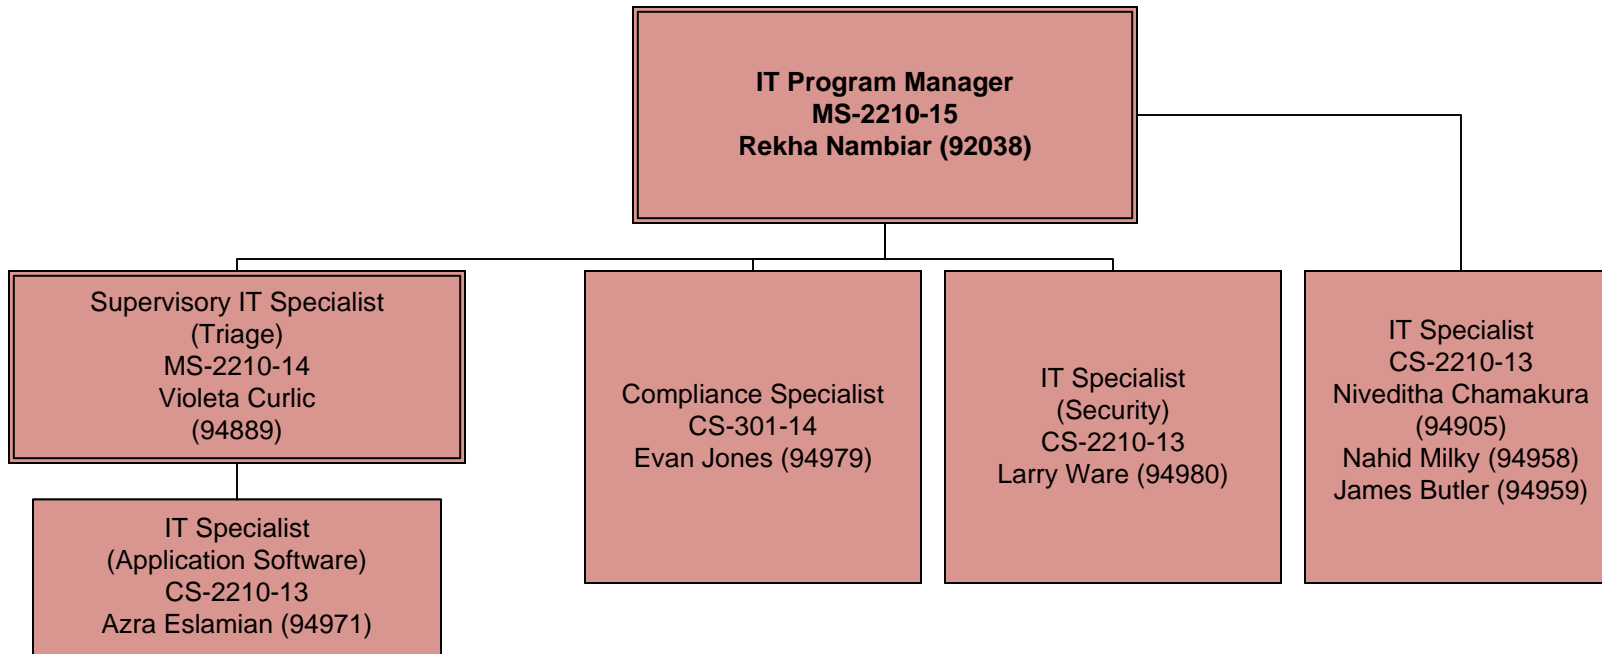 IT Program Manager
MS-2210-15
Rekha Nambiar (92038)
Supervisory IT Specialist
(Triage)
MS-2210-14
Violeta Curlic
(94889)
IT Specialist
(Application Software)
CS-2210-13
Azra Eslamian (94971)
Compliance Specialist
CS-301-14
Evan Jones (94979)
IT Specialist
(Security)
CS-2210-13
Larry Ware (94980)
IT Specialist
CS-2210-13
Niveditha Chamakura
(94905)
Nahid Milky (94958)
James Butler (94959)